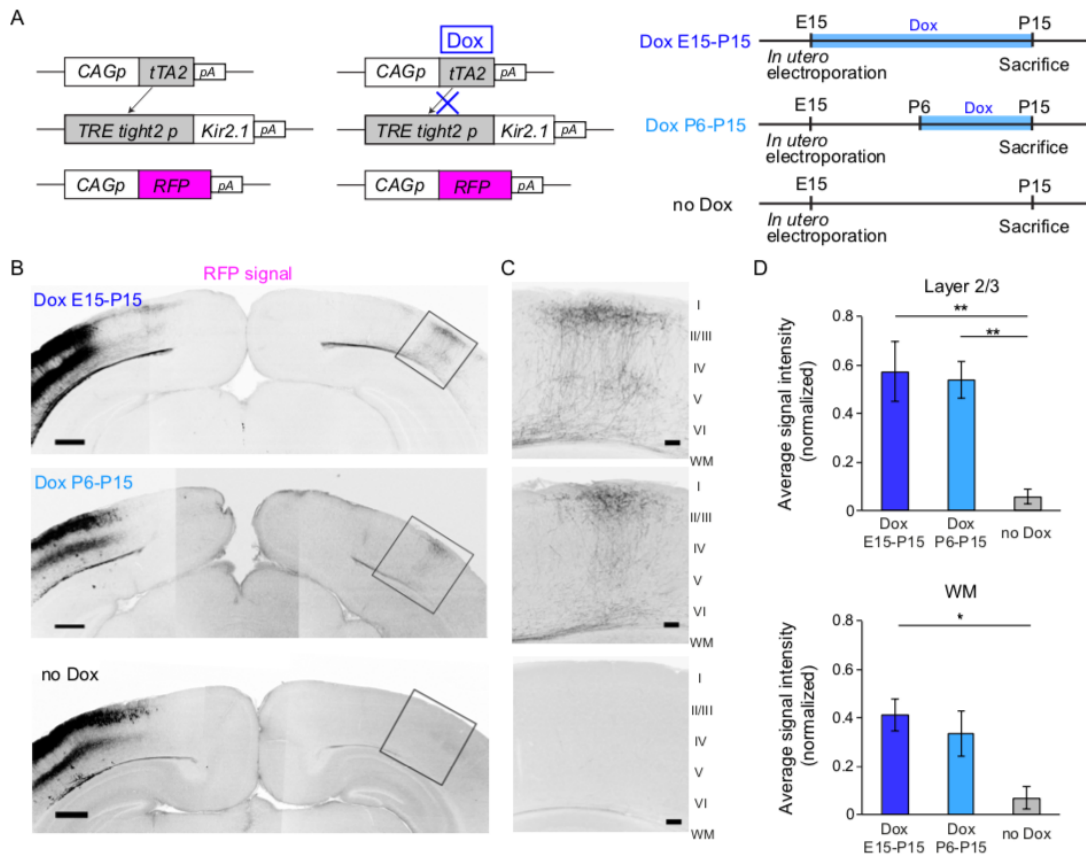 A
CAGp tTA2 pA
TRE tight2 p Kir2.1 pA
CAGp RFP pA
Dox
CAGp tTA2 pA
TRE tight2 p Kir2.1 pA
CAGp RFP pA
Dox E15-P15
E15 Dox P15
In utero
electroporation
Sacrifice
Dox P6-P15
E15 P6 Dox P15
In utero
electroporation
Sacrifice
no Dox
E15 P15
In utero
electroporation
Sacrifice
B
RFP signal
Dox E15-P15
Dox P6-P15
no Dox
C
I
II/III
IV
V
VI
WM
I
II/III
IV
V
VI
WM
I
II/III
IV
V
VI
WM
D
Layer 2/3
Average signal intensity
(normalized)
0.8
0.6
0.4
0.2
0
**
**
Dox
E15-P15
Dox
P6-P15
no Dox
WM
Average signal intensity
(normalized)
0.8
0.6
0.4
0.2
0
*
Dox
E15-P15
Dox
P6-P15
no Dox